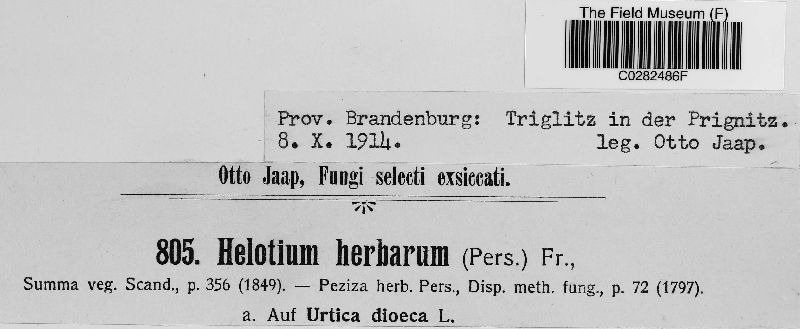 The Field Museum (F)
C0282486F
Prov. Brandenburg: Triglitz in der Prignitz.
8. X. 1914. leg. Otto Jaap.
Otto Jaap, Fungi selecti exsiccati.
805. Helotium herbarum (Pers.) Fr.,
Summa veg. Scand., p. 356 (1849). — Peziza herb. Pers., Disp. meth. fung., p. 72 (1797).
a. Auf Urtica dioeca L.